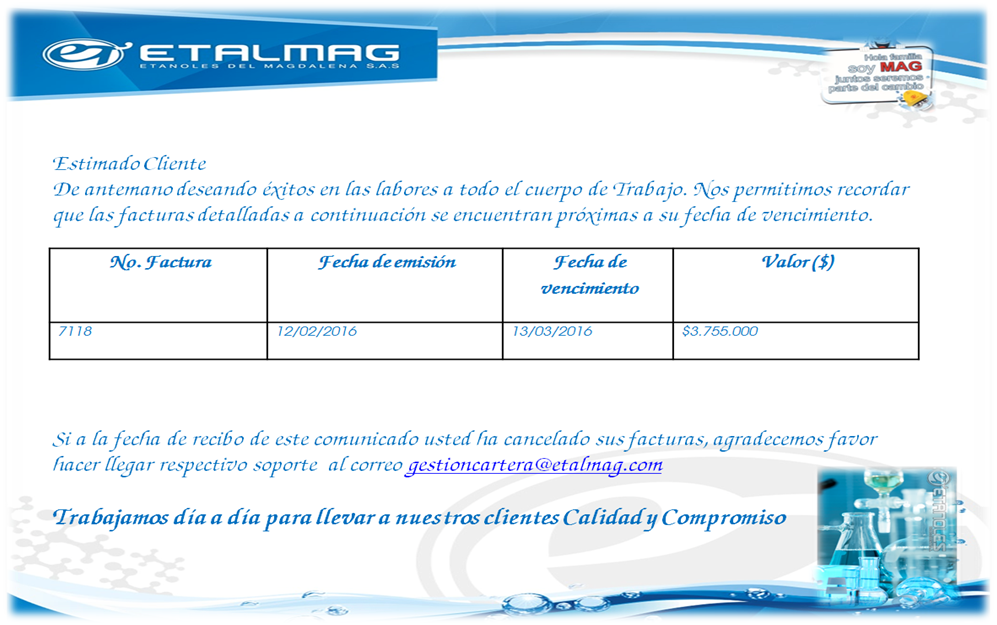 ETALMAG
ETANOLES DEL MAGDALENA S.A.S
Hola familia
soy MAG
juntos seremos
parte del cambio
Estimado Cliente
De antemano deseando éxitos en las labores a todo el cuerpo de Trabajo. Nos permitimos recordar
que las facturas detalladas a continuación se encuentran próximas a su fecha de vencimiento.
No. Factura Fecha de emisión Fecha de vencimiento Valor ($)
7118 12/02/2016 13/03/2016 $3.755.000
Si a la fecha de recibo de este comunicado usted ha cancelado sus facturas, agradecemos favor
hacer llegar respectivo soporte al correo gestioncartera@etalmag.com
Trabajamos día a día para llevar a nuestros clientes Calidad y Compromiso